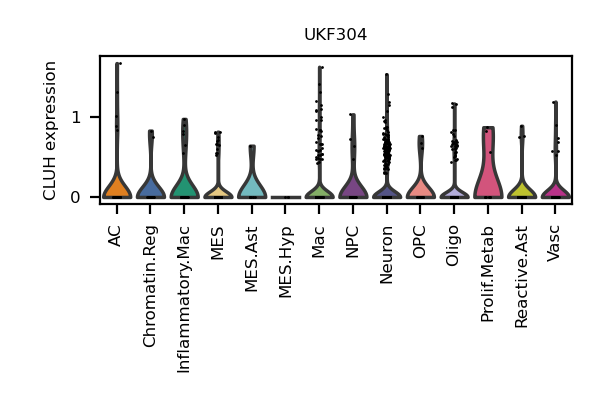 UKF304
CLUH expression
1
0
AC
Chromatin.Reg
Inflammatory.Mac
MES
MES.Ast
MES.Hyp
Mac
NPC
Neuron
OPC
Oligo
Prolif.Metab
Reactive.Ast
Vasc